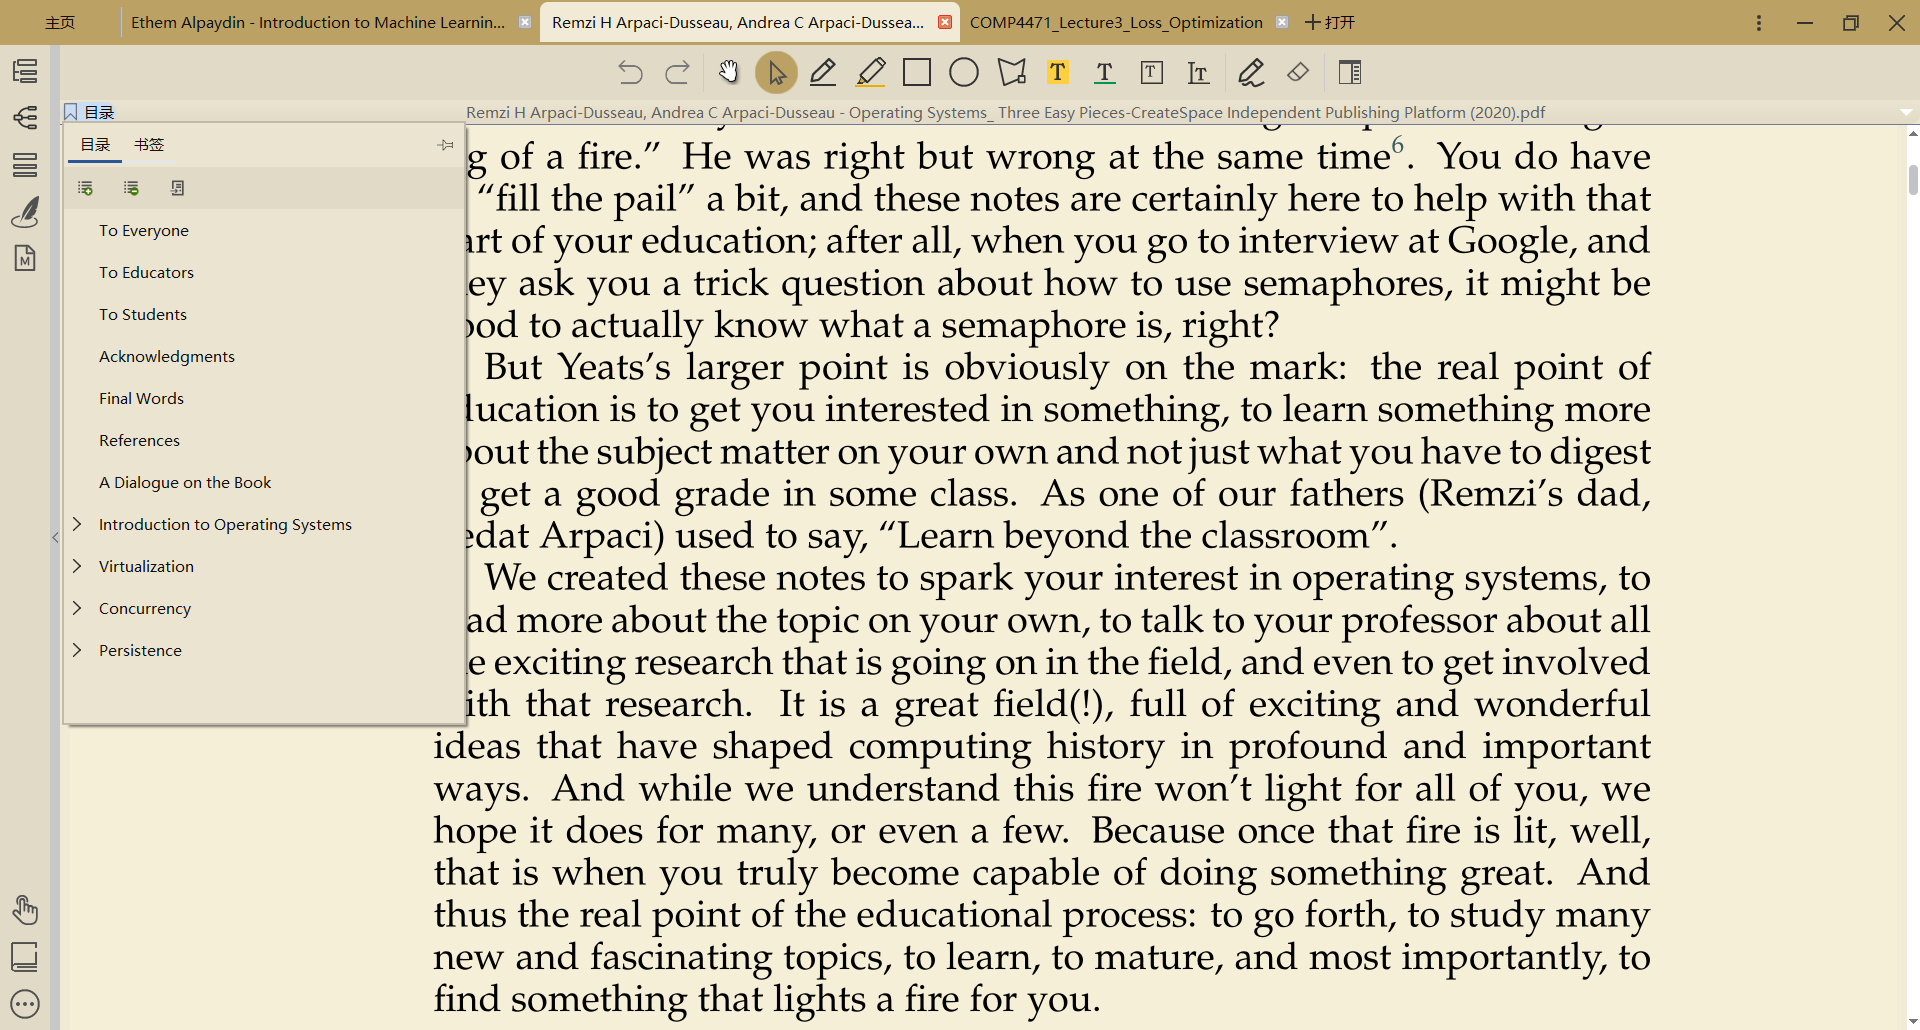 主页
Ethem Alpaydin - Introduction to Machine Learnin...
Remzi H Arpaci-Dusseau, Andrea C Arpaci-Dussea...
COMP4471_Lecture3_Loss_Optimization
打开
目录
Remzi H Arpaci-Dusseau, Andrea C Arpaci-Dusseau - Operating Systems_ Three Easy Pieces-CreateSpace Independent Publishing Platform (2020).pdf
目录
书签
To Everyone
To Educators
To Students
Acknowledgments
Final Words
References
A Dialogue on the Book
Introduction to Operating Systems
Virtualization
Concurrency
Persistence
g of a fire.” He was right but wrong at the same time6. You do have
“fill the pail” a bit, and these notes are certainly here to help with that
art of your education; after all, when you go to interview at Google, and
ey ask you a trick question about how to use semaphores, it might be
ood to actually know what a semaphore is, right?
But Yeats’s larger point is obviously on the mark: the real point of
ducation is to get you interested in something, to learn something more
bout the subject matter on your own and not just what you have to digest
get a good grade in some class. As one of our fathers (Remzi’s dad,
edat Arpaci) used to say, “Learn beyond the classroom”.
We created these notes to spark your interest in operating systems, to
ad more about the topic on your own, to talk to your professor about all
e exciting research that is going on in the field, and even to get involved
ith that research. It is a great field(!), full of exciting and wonderful
ideas that have shaped computing history in profound and important
ways. And while we understand this fire won’t light for all of you, we
hope it does for many, or even a few. Because once that fire is lit, well,
that is when you truly become capable of doing something great. And
thus the real point of the educational process: to go forth, to study many
new and fascinating topics, to learn, to mature, and most importantly, to
find something that lights a fire for you.